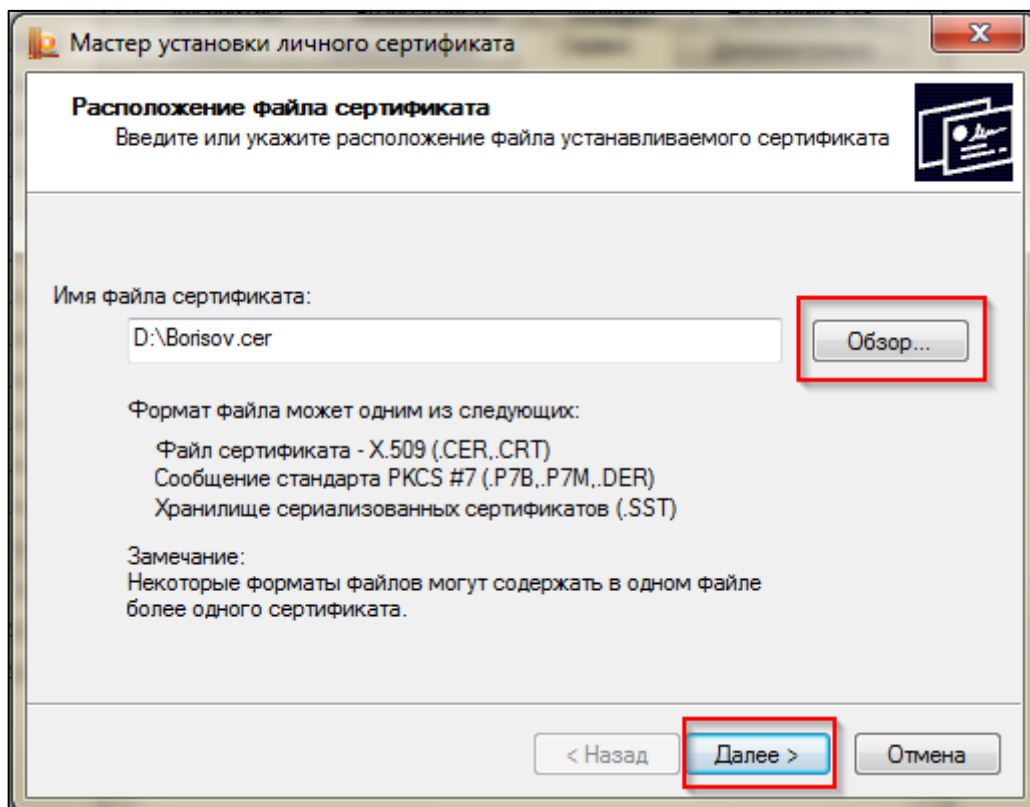 Мастер установки личного сертификата
Расположение файла сертификата
Введите или укажите расположение файла устанавливаемого сертификата
Имя файла сертификата:
D:\Borisov.cer
Обзор...
Формат файла может одним из следующих:
Файл сертификата - X.509 (.CER,.CRT)
Сообщение стандарта PKCS #7 (.P7B,.P7M,.DER)
Хранилище сериализованных сертификатов (.SST)
Замечание:
Некоторые форматы файлов могут содержать в одном файле
более одного сертификата.
< Назад
Далее >
Отмена